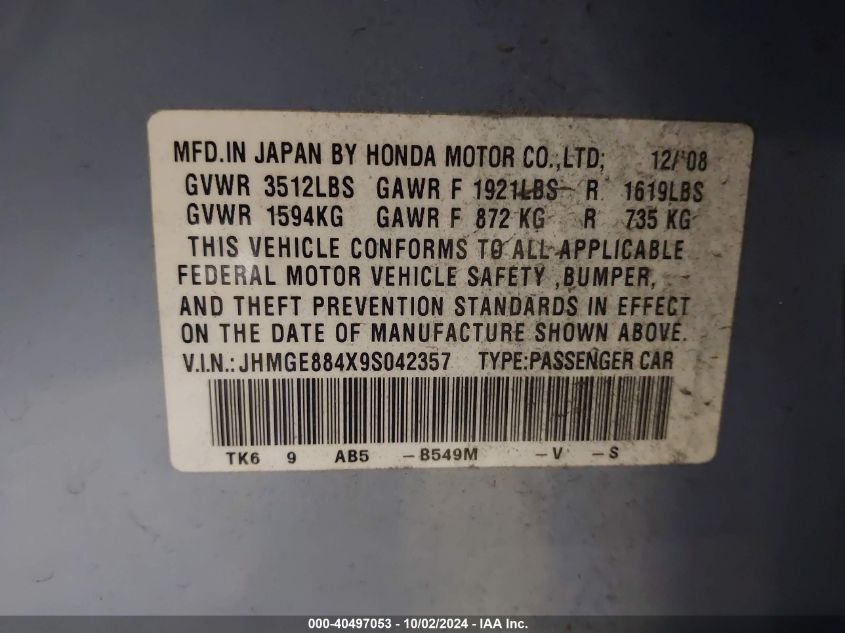 MFD.IN JAPAN BY HONDA MOTOR CO.,LTD; 12/'08
GVWR 3512LBS GAWR F 1921LBS R 1619LBS
GVWR 1594KG GAWR F 872 KG R 735 KG
THIS VEHICLE CONFORMS TO ALL APPLICABLE
FEDERAL MOTOR VEHICLE SAFETY ,BUMPER,
AND THEFT PREVENTION STANDARDS IN EFFECT
ON THE DATE OF MANUFACTURE SHOWN ABOVE.
V.I.N.: JHMGE884X9S042357 TYPE:PASSENGER CAR
TK6 9 AB5 -B549M -V -S
000-40497053 - 10/02/2024 - IAA Inc.